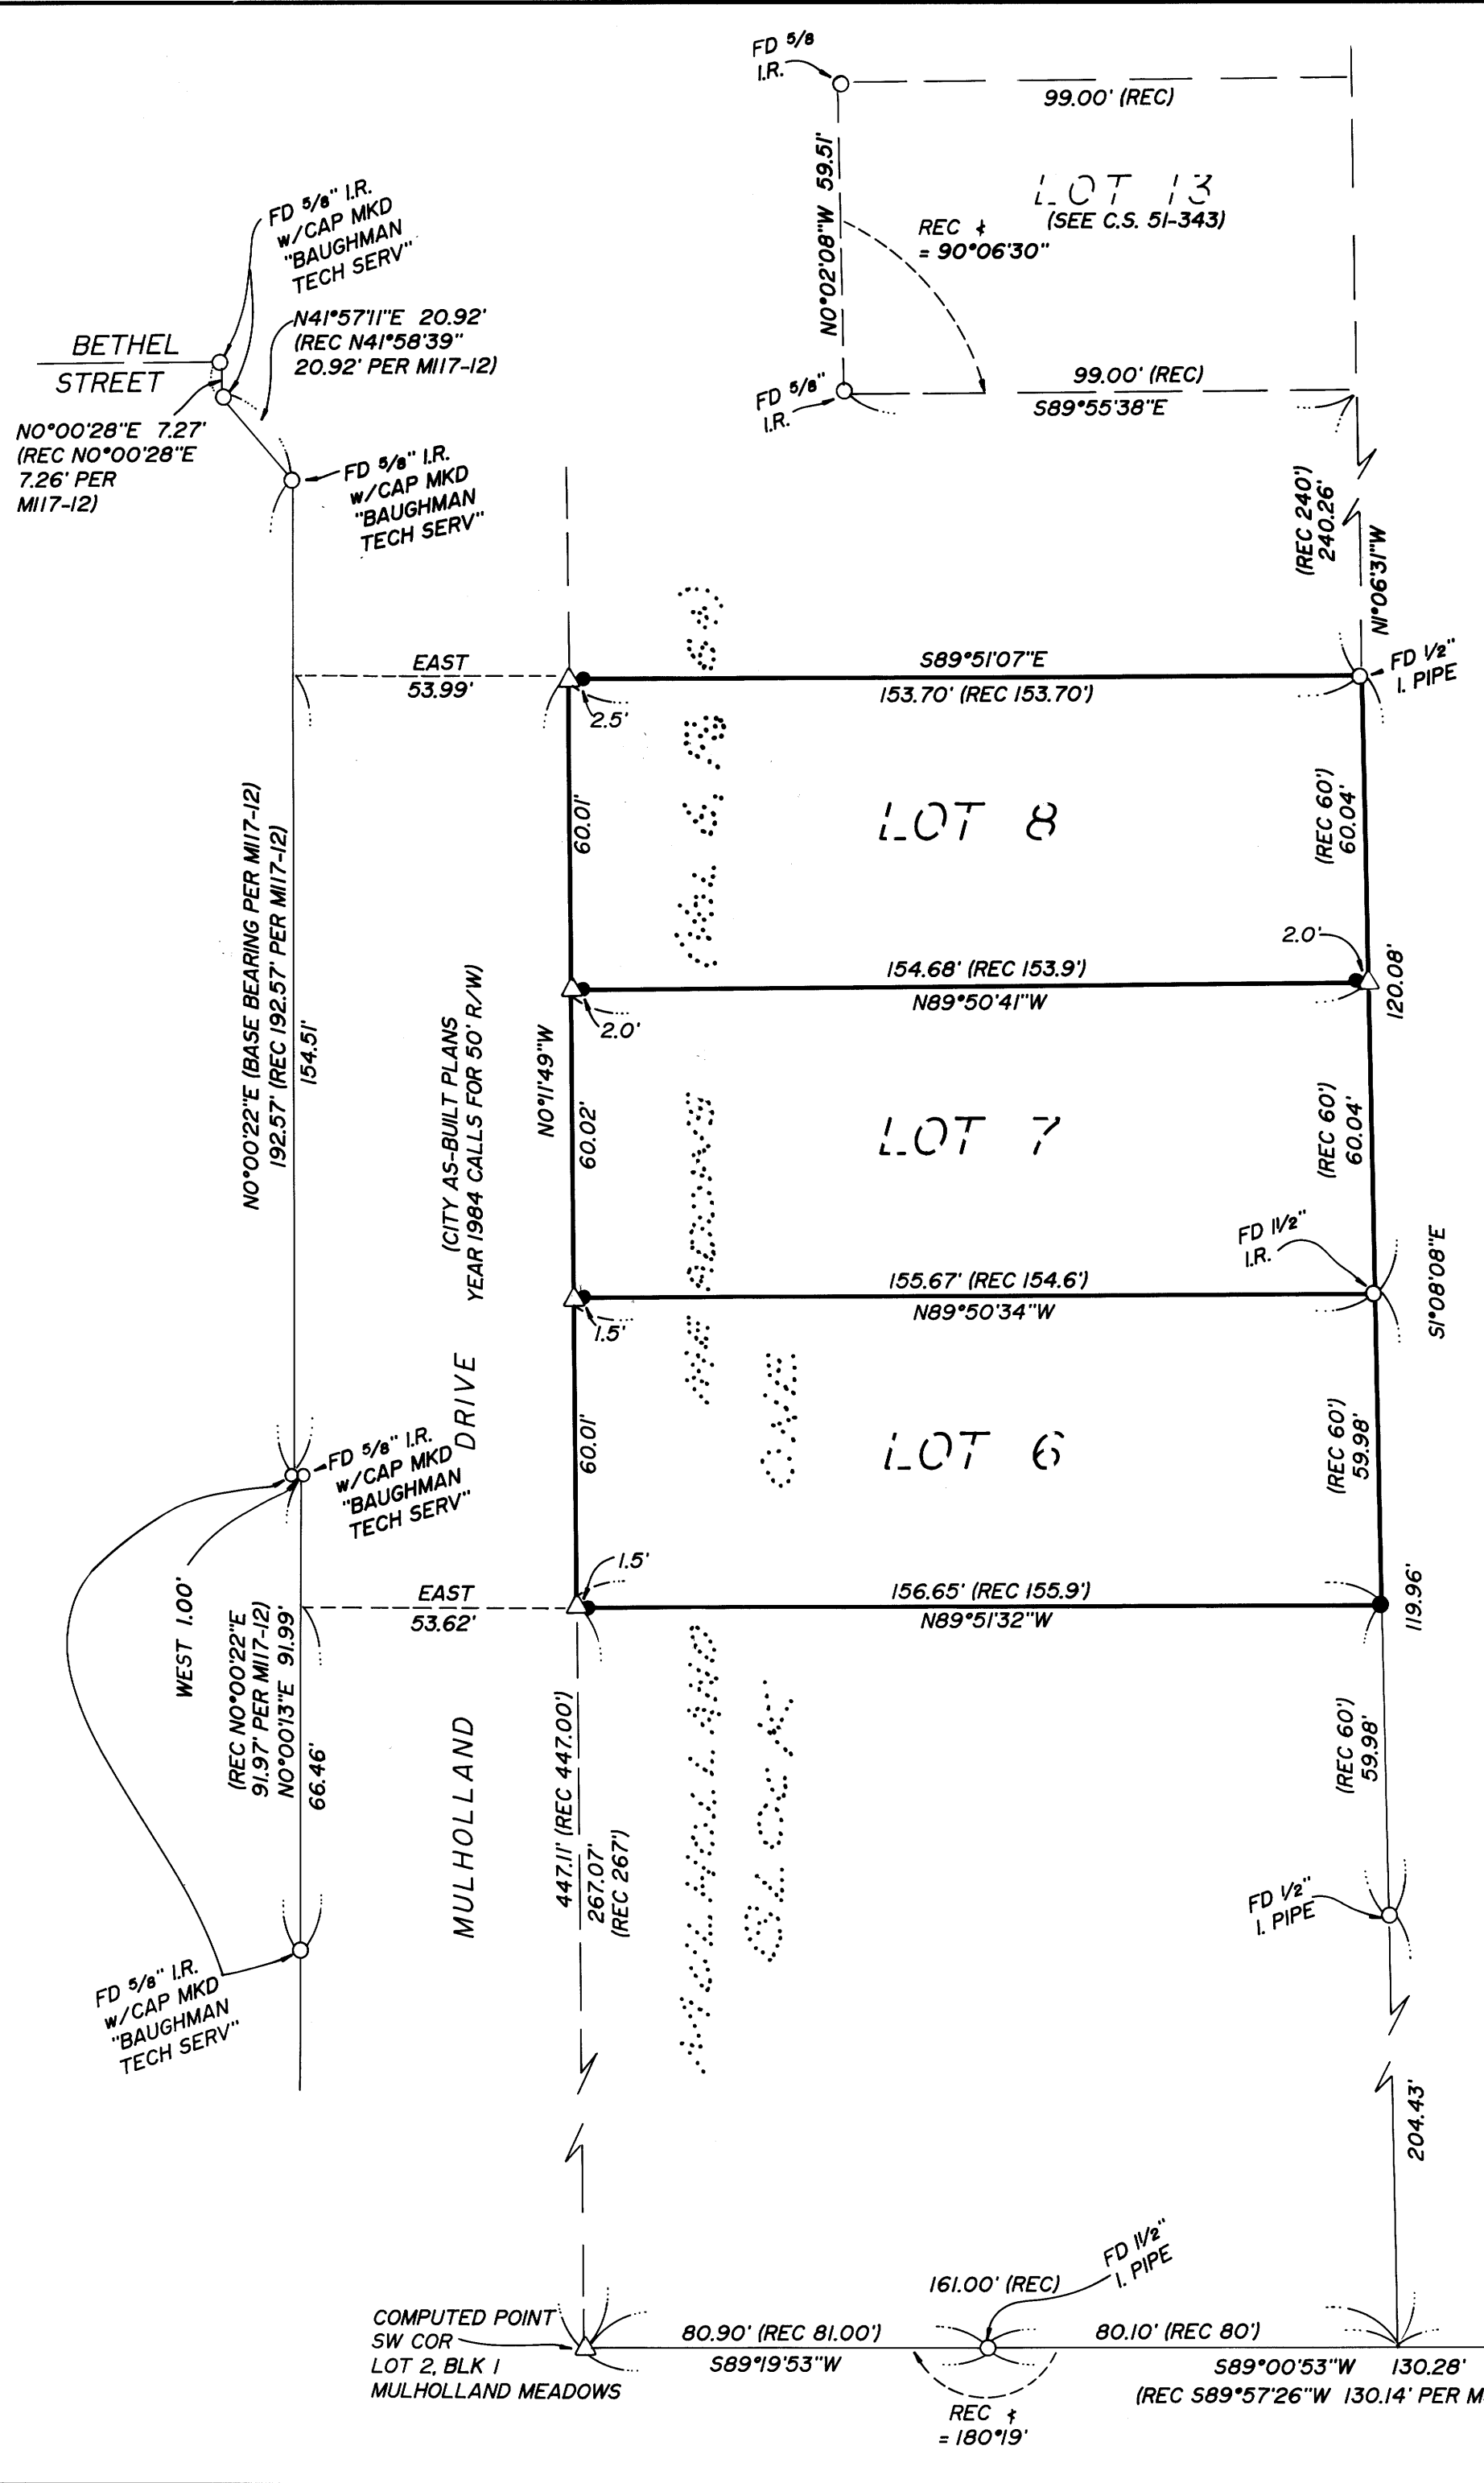 FD 5/8
I.R.
99.00' (REC)
N0°02'08"W 59.51'
LOT 13
(SEE C.S. 51-343)
REC ∡
= 90°06'30"
FD 5/8" I.R.
w/CAP MKD
"BAUGHMAN
TECH SERV"
N41°57'11"E 20.92'
(REC N41°58'39"
20.92' PER M117-12)
BETHEL
STREET
99.00' (REC)
S89°55'38"E
FD 5/8"
I.R.
N0°00'28"E 7.27'
(REC N0°00'28"E
7.26' PER
M117-12)
FD 5/8" I.R.
w/CAP MKD
"BAUGHMAN
TECH SERV"
(REC 240')
240.26'
N1°06'31"W
EAST
53.99'
2.5'
S89°51'07"E
153.70' (REC 153.70')
FD 1/2"
I. PIPE
60.01'
LOT 8
(REC 60')
60.04'
N0°00'22"E (BASE BEARING PER M117-12)
192.57' (REC 192.57' PER M117-12)
154.51'
2.0'
154.68' (REC 153.9')
N89°50'41"W
2.0'
120.08'
(CITY AS-BUILT PLANS
YEAR 1984 CALLS FOR 50' R/W)
N0°11'49"W
60.02'
LOT 7
(REC 60')
60.04'
FD 1 1/2"
I.R.
155.67' (REC 154.6')
N89°50'34"W
1.5'
S1°08'08"E
60.01'
LOT 6
(REC 60')
59.98'
MULHOLLAND DRIVE
MULHOLLAND MEADOWS
BLOCK ONE
FD 5/8" I.R.
w/CAP MKD
"BAUGHMAN
TECH SERV"
WEST 1.00'
EAST
53.62'
1.5'
156.65' (REC 155.9')
N89°51'32"W
119.96'
(REC N0°00'22"E
91.97' PER M117-12)
N0°00'13"E 91.99'
66.46'
447.11' (REC 447.00')
267.07'
(REC 267')
(REC 60')
59.98'
FD 1/2"
I. PIPE
FD 5/8" I.R.
w/CAP MKD
"BAUGHMAN
TECH SERV"
204.43'
FD 1 1/2"
I. PIPE
161.00' (REC)
COMPUTED POINT
SW COR
LOT 2, BLK 1
MULHOLLAND MEADOWS
80.90' (REC 81.00')
S89°19'53"W
80.10' (REC 80')
S89°00'53"W 130.28'
(REC S89°57'26"W 130.14' PER M
REC ∡
= 180°19'